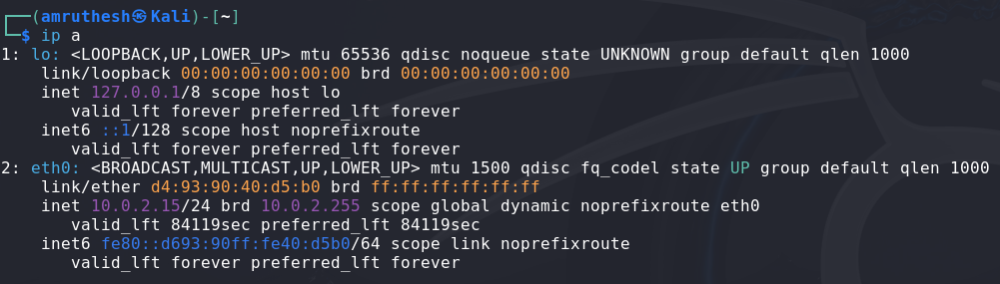 ┌──(amruthesh㉿Kali)-[~]
└─$ ip a
1: lo: <LOOPBACK,UP,LOWER_UP> mtu 65536 qdisc noqueue state UNKNOWN group default qlen 1000
    link/loopback 00:00:00:00:00:00 brd 00:00:00:00:00:00
    inet 127.0.0.1/8 scope host lo
       valid_lft forever preferred_lft forever
    inet6 ::1/128 scope host noprefixroute
       valid_lft forever preferred_lft forever
2: eth0: <BROADCAST,MULTICAST,UP,LOWER_UP> mtu 1500 qdisc fq_codel state UP group default qlen 1000
    link/ether d4:93:90:40:d5:b0 brd ff:ff:ff:ff:ff:ff
    inet 10.0.2.15/24 brd 10.0.2.255 scope global dynamic noprefixroute eth0
       valid_lft 84119sec preferred_lft 84119sec
    inet6 fe80::d693:90ff:fe40:d5b0/64 scope link noprefixroute
       valid_lft forever preferred_lft forever